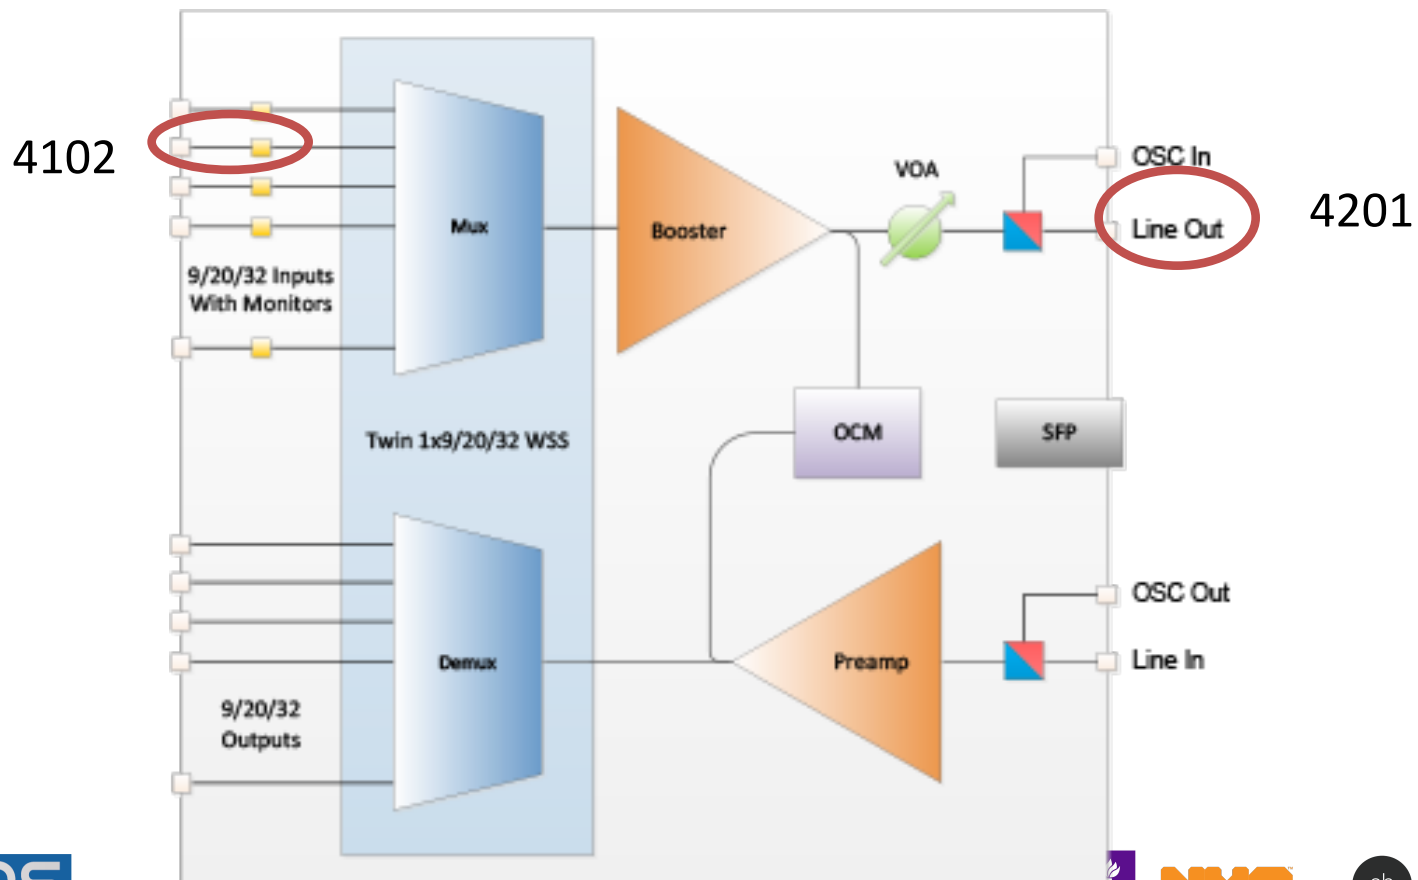 4102
VOA
OSC In
Line Out
4201
Mux
Booster
9/20/32 Inputs
With Monitors
Twin 1x9/20/32 WSS
OCM
SFP
OSC Out
Line In
Demux
Preamp
9/20/32
Outputs